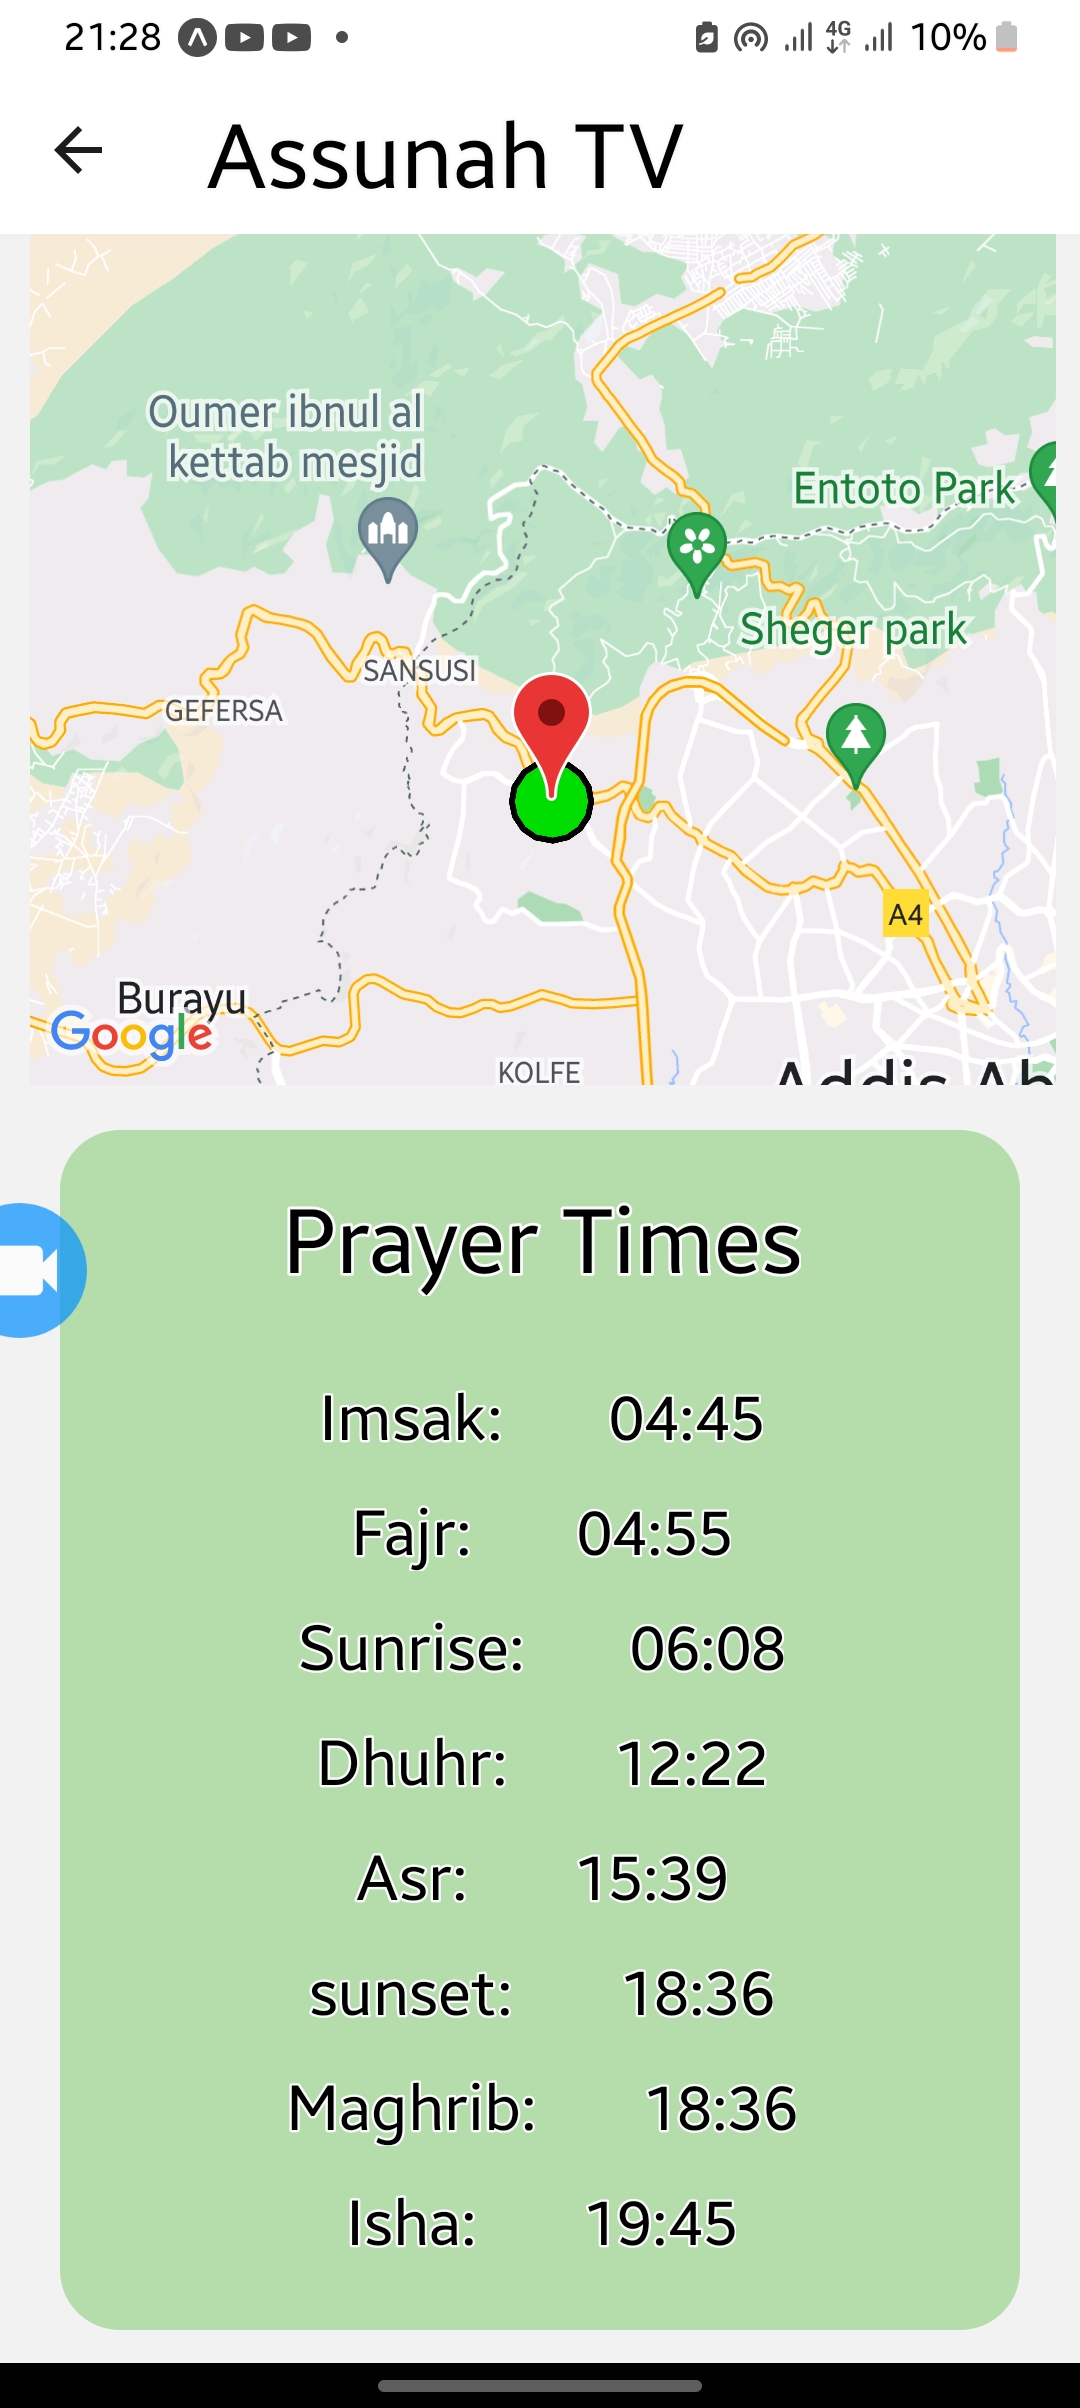 21:28
4G
10%
Assunah TV
Oumer ibnul al
kettab mesjid
Entoto Park
Sheger park
SANSUSI
GEFERSA
A4
Burayu
Google
KOLFE
Addis Ab
Prayer Times
Imsak: 04:45
Fajr: 04:55
Sunrise: 06:08
Dhuhr: 12:22
Asr: 15:39
sunset: 18:36
Maghrib: 18:36
Isha: 19:45